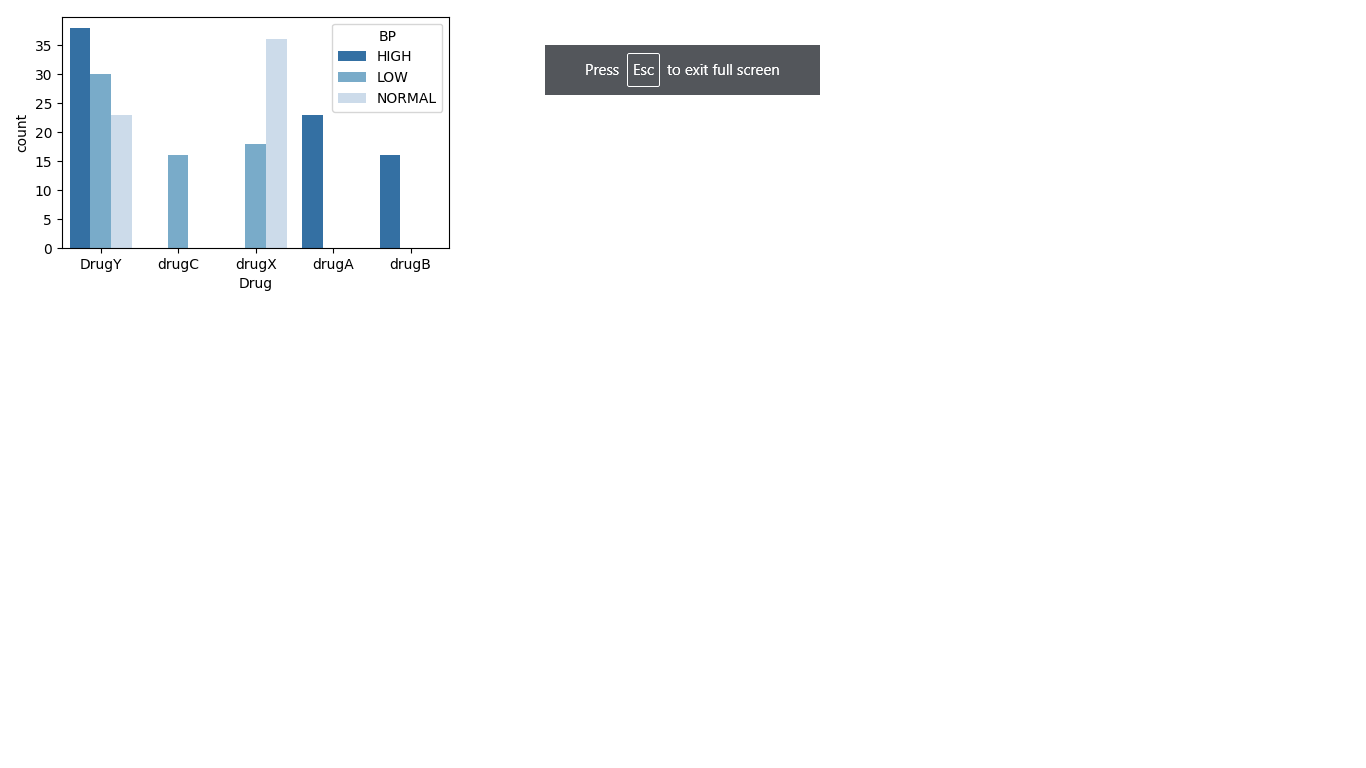 BP
HIGH
LOW
NORMAL
35
30
25
20
15
10
5
0
count
DrugY drugC drugX drugA drugB
Drug
Press Esc to exit full screen